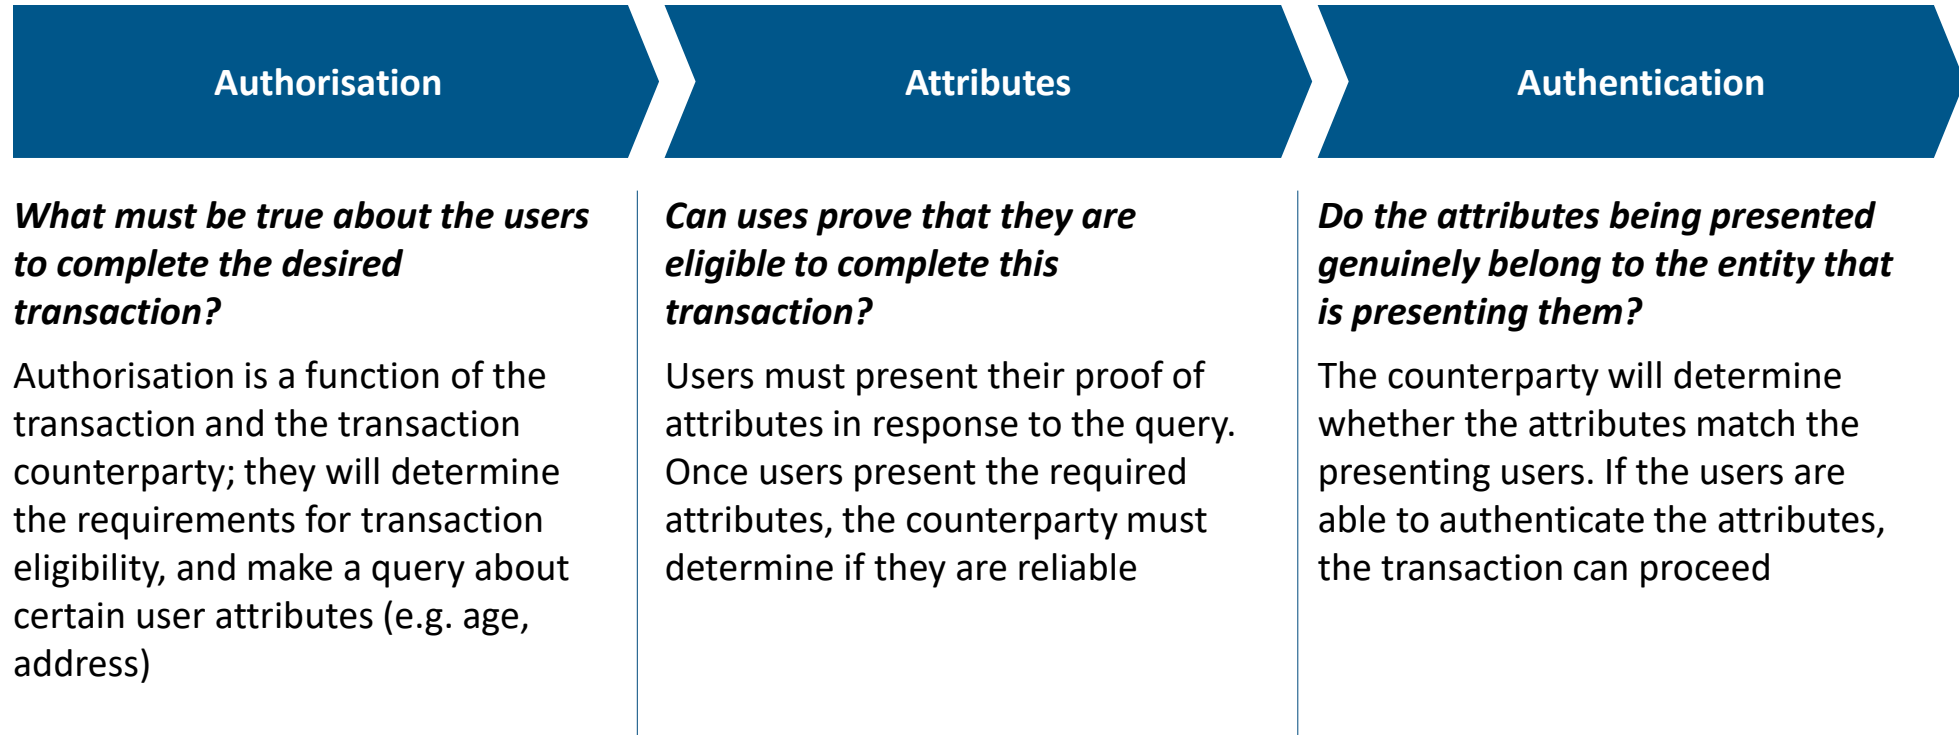 Authorisation
Attributes
Authentication
What must be true about the users
to complete the desired
transaction?
Authorisation is a function of the
transaction and the transaction
counterparty; they will determine
the requirements for transaction
eligibility, and make a query about
certain user attributes (e.g. age,
address)
Can uses prove that they are
eligible to complete this
transaction?
Users must present their proof of
attributes in response to the query.
Once users present the required
attributes, the counterparty must
determine if they are reliable
Do the attributes being presented
genuinely belong to the entity that
is presenting them?
The counterparty will determine
whether the attributes match the
presenting users. If the users are
able to authenticate the attributes,
the transaction can proceed